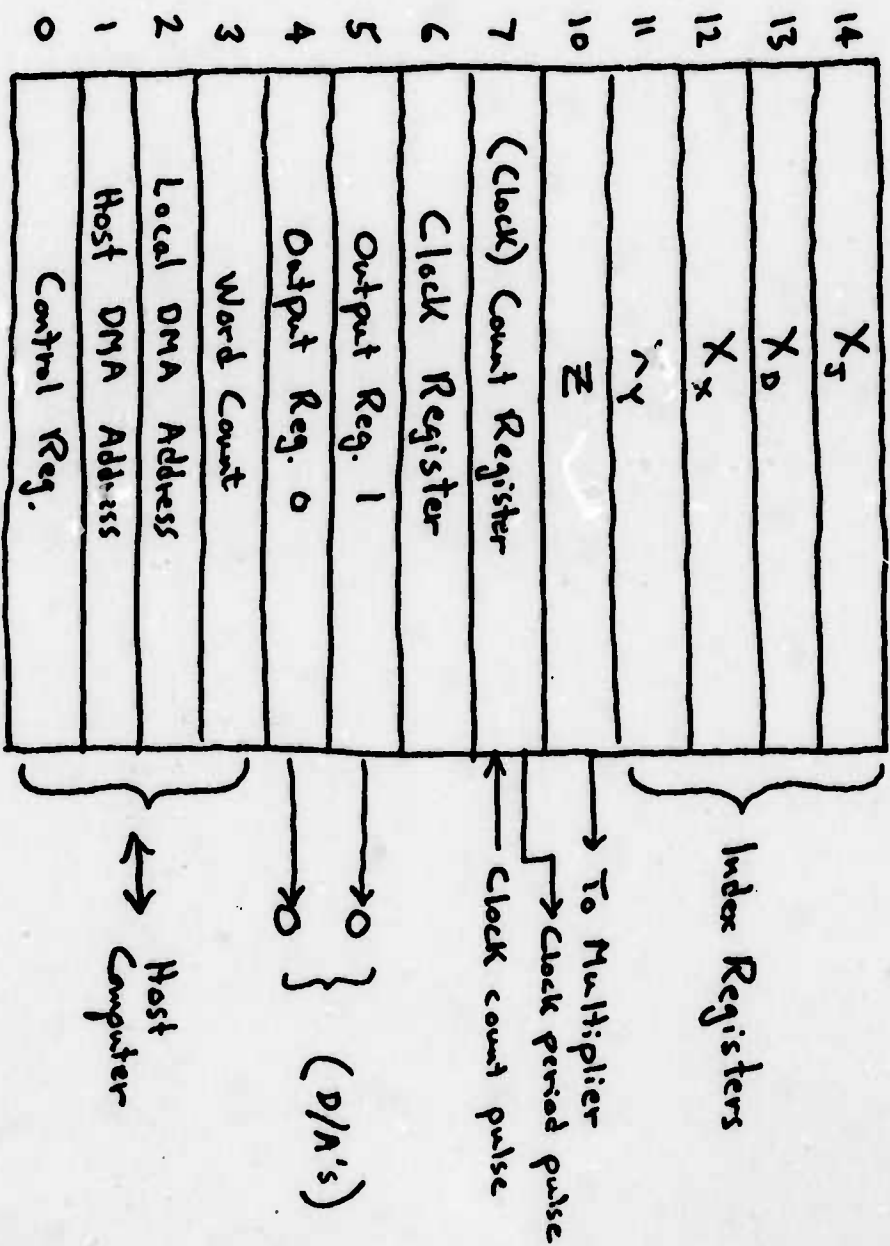 14 X_J
13 X_D
12 X_X
11 X_Y
10 Z
7 (Clock) Count Register
6 Clock Register
5 Output Reg. 1
4 Output Reg. 0
3 Word Count
2 Local DMA Address
1 Host DMA Address
0 Control Reg.
Index Registers
To Multiplier
Clock period pulse
Clock count pulse
(D/A's)
Host
Computer